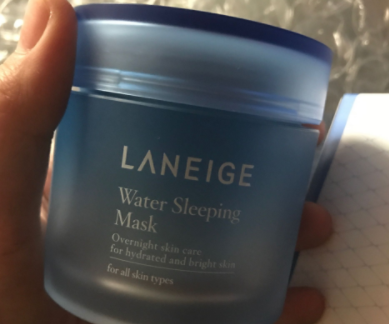 LANEIGE
Water Sleeping
Mask
Overnight skin care
for hydrated and bright skin
for all skin types